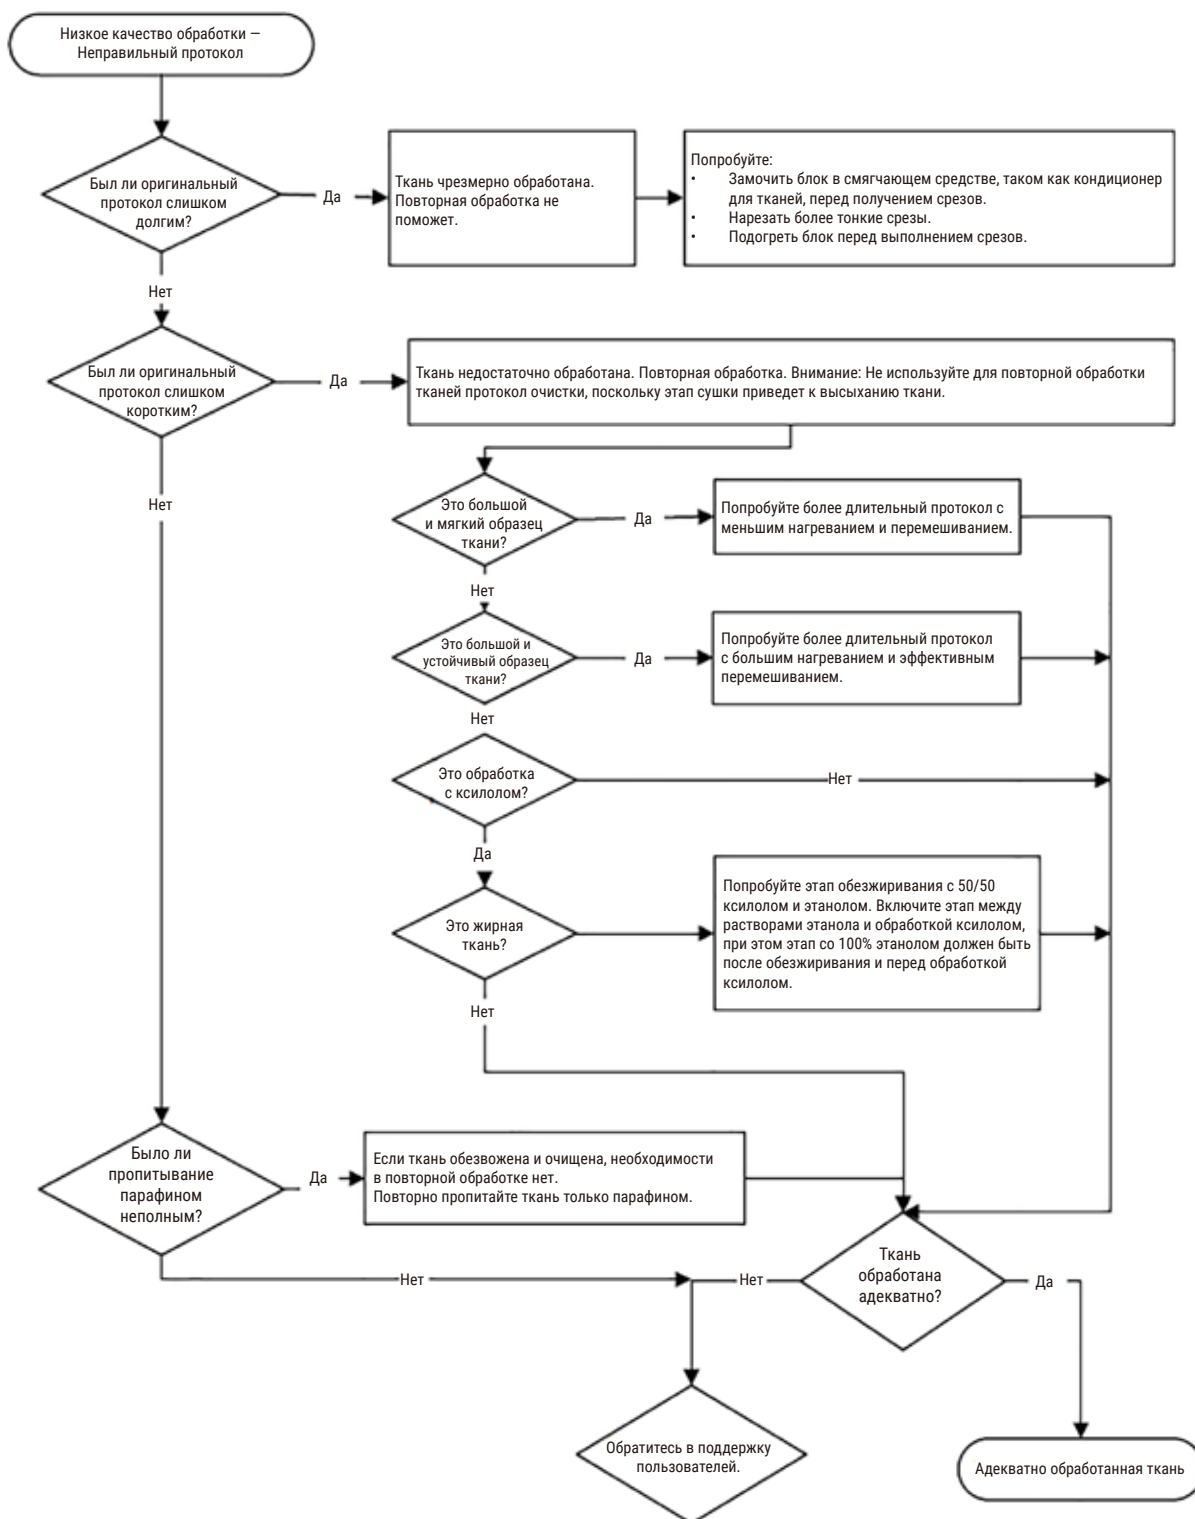 Низкое качество обработки —
Неправильный протокол
Был ли оригинальный
протокол слишком
долгим?
Да
Ткань чрезмерно обработана.
Повторная обработка не
поможет.
Попробуйте:
• Замочить блок в смягчающем средстве, таком как кондиционер
для тканей, перед получением срезов.
• Нарезать более тонкие срезы.
• Подогреть блок перед выполнением срезов.
Нет
Был ли оригинальный
протокол слишком
коротким?
Да
Ткань недостаточно обработана. Повторная обработка. Внимание: Не используйте для повторной обработки
тканей протокол очистки, поскольку этап сушки приведет к высыханию ткани.
Нет
Это большой
и мягкий образец
ткани?
Да
Попробуйте более длительный протокол с
меньшим нагреванием и перемешиванием.
Нет
Это большой и
устойчивый образец
ткани?
Да
Попробуйте более длительный протокол
с большим нагреванием и эффективным
перемешиванием.
Нет
Это обработка
с ксилолом?
Нет
Да
Это жирная
ткань?
Попробуйте этап обезжиривания с 50/50
ксилолом и этанолом. Включите этап между
растворами этанола и обработкой ксилолом,
при этом этап со 100% этанолом должен быть
после обезжиривания и перед обработкой
ксилолом.
Нет
Было ли
пропитывание
парафином
неполным?
Да
Если ткань обезвожена и очищена, необходимости
в повторной обработке нет.
Повторно пропитайте ткань только парафином.
Нет
Ткань
обработана
адекватно?
Нет
Да
Обратитесь в поддержку
пользователей.
Адекватно обработанная ткань